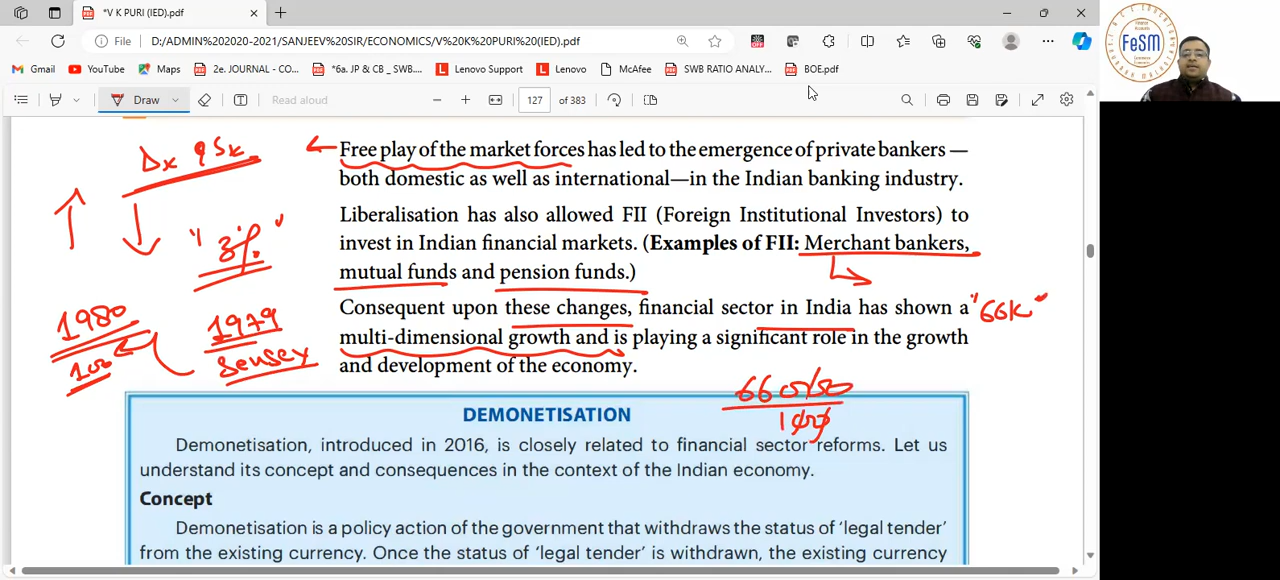 *V K PURI (IED).pdf
File D:/ADMIN%202020-2021/SANJEEV%20SIR/ECONOMICS/V%20K%20PURI%20(IED).pdf
Gmail YouTube Maps 2e. JOURNAL - CO... *6a. JP & CB _SWB.... Lenovo Support Lenovo McAfee SWB RATIO ANALY... BOE.pdf
Draw Read aloud 127 of 383
FeSM
Free play of the market forces has led to the emergence of private bankers —
both domestic as well as international—in the Indian banking industry.
Liberalisation has also allowed FII (Foreign Institutional Investors) to
invest in Indian financial markets. (Examples of FII: Merchant bankers,
mutual funds and pension funds.)
Consequent upon these changes, financial sector in India has shown a
multi-dimensional growth and is playing a significant role in the growth
and development of the economy.
Dx & Sx
"3%"
1980
100
1979
Sensex
"66K"
66000
100
DEMONETISATION
Demonetisation, introduced in 2016, is closely related to financial sector reforms. Let us
understand its concept and consequences in the context of the Indian economy.
Concept
Demonetisation is a policy action of the government that withdraws the status of 'legal tender'
from the existing currency. Once the status of 'legal tender' is withdrawn, the existing currency